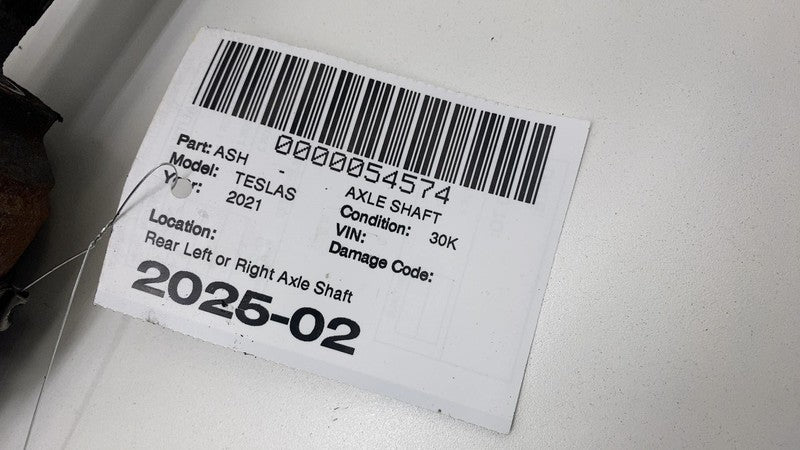 0000054574
Part: ASH - AXLE SHAFT
Model: TESLAS Condition: 30K
Year: 2021 VIN:
Damage Code:
Location:
Rear Left or Right Axle Shaft
2025-02